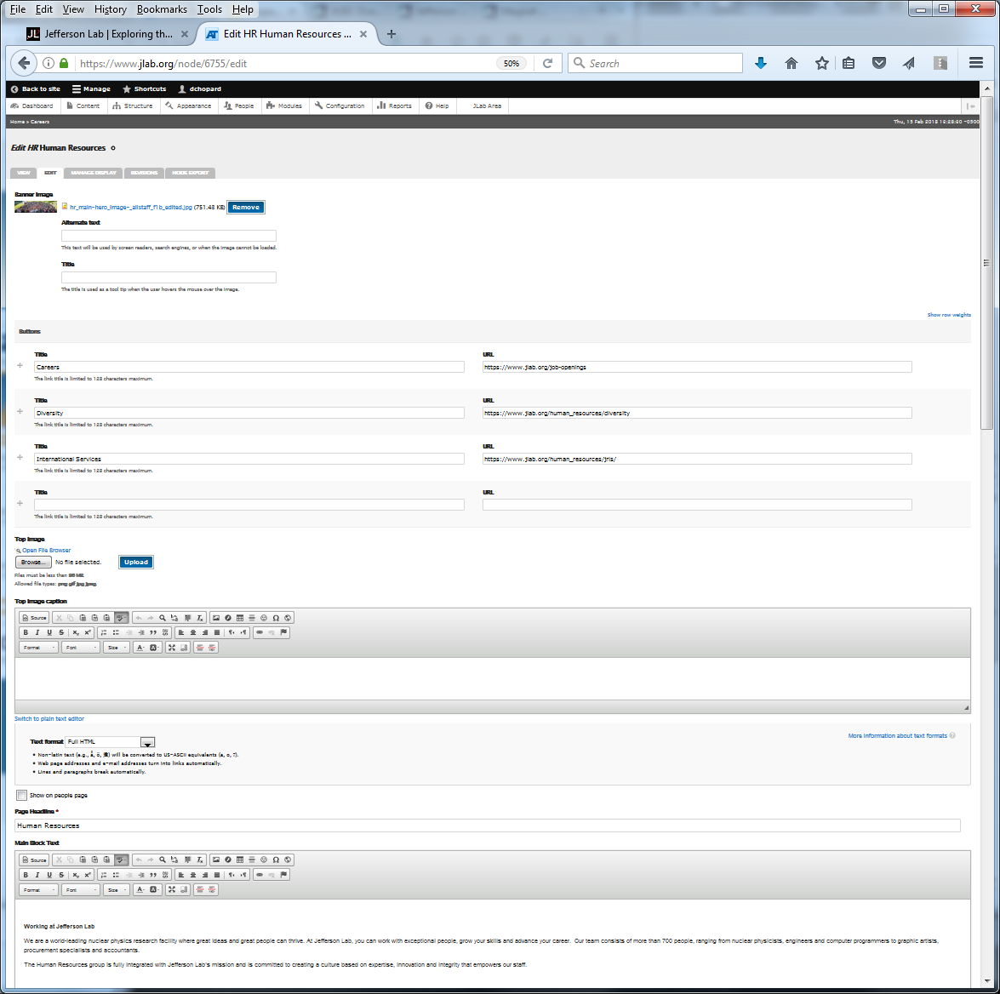 File Edit View History Bookmarks Tools Help
Jefferson Lab | Exploring th... Edit HR Human Resources ...
https://www.jlab.org/node/6755/edit 50% Search
Back to site Manage Shortcuts dchopard
Dashboard Content Structure Appearance People Modules Configuration Reports Help JLab Area
Home » Careers Thu, 15 Feb 2018 16:28:50 -0500
Edit HR Human Resources
VIEW EDIT MANAGE DISPLAY REVISIONS NODE EXPORT
Banner Image
hr_main-hero_image-_allstaff_f1b_edited.jpg (751.48 KB) Remove
Alternate text
This text will be used by screen readers, search engines, or when the image cannot be loaded.
Title
The title is used as a tool tip when the user hovers the mouse over the image.
Show row weights
Buttons
Title URL
Careers https://www.jlab.org/job-openings
The link title is limited to 128 characters maximum.
Title URL
Diversity https://www.jlab.org/human_resources/diversity
The link title is limited to 128 characters maximum.
Title URL
International Services https://www.jlab.org/human_resources/jris/
The link title is limited to 128 characters maximum.
Title URL
The link title is limited to 128 characters maximum.
Top Image
Open File Browser
Browse... No file selected. Upload
Files must be less than 96 MB.
Allowed file types: png gif jpg jpeg.
Top Image caption
Source
B I U S
Format Font Size
Switch to plain text editor
Text format Full HTML More information about text formats
• Non-latin text (e.g., å, ö, 漢) will be converted to US-ASCII equivalents (a, o, ?).
• Web page addresses and e-mail addresses turn into links automatically.
• Lines and paragraphs break automatically.
Show on people page
Page Headline *
Human Resources
Main Block Text
Source
B I U S
Format Font Size
Working at Jefferson Lab
We are a world-leading nuclear physics research facility where great ideas and great people can thrive. At Jefferson Lab, you can work with exceptional people, grow your skills and advance your career. Our team consists of more than 700 people, ranging from nuclear physicists, engineers and computer programmers to graphic artists,
procurement specialists and accountants.
The Human Resources group is fully integrated with Jefferson Lab's mission and is committed to creating a culture based on expertise, innovation and integrity that empowers our staff.